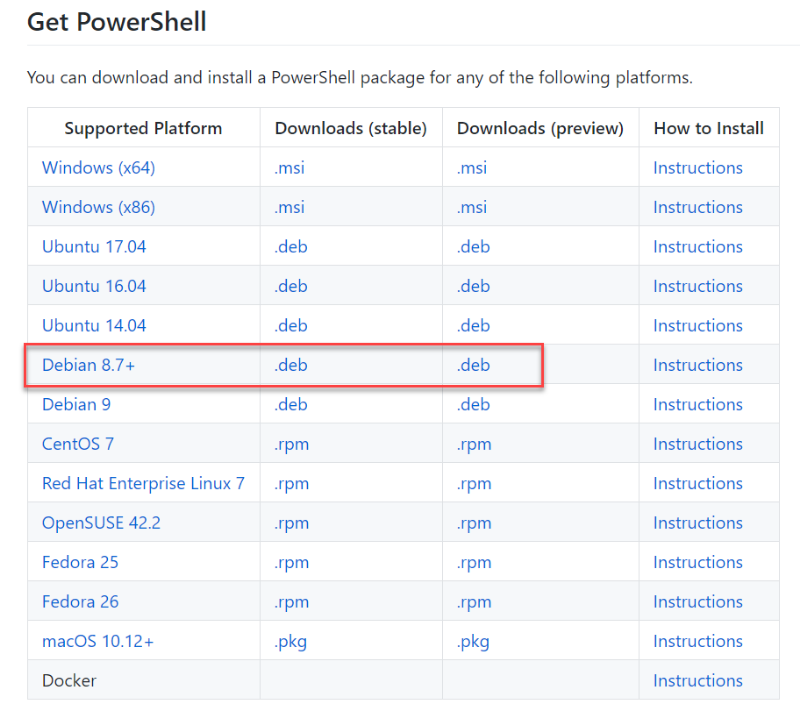 Get PowerShell
You can download and install a PowerShell package for any of the following platforms.
Supported Platform Downloads (stable) Downloads (preview) How to Install
Windows (x64) .msi .msi Instructions
Windows (x86) .msi .msi Instructions
Ubuntu 17.04 .deb .deb Instructions
Ubuntu 16.04 .deb .deb Instructions
Ubuntu 14.04 .deb .deb Instructions
Debian 8.7+ .deb .deb Instructions
Debian 9 .deb .deb Instructions
CentOS 7 .rpm .rpm Instructions
Red Hat Enterprise Linux 7 .rpm .rpm Instructions
OpenSUSE 42.2 .rpm .rpm Instructions
Fedora 25 .rpm .rpm Instructions
Fedora 26 .rpm .rpm Instructions
macOS 10.12+ .pkg .pkg Instructions
Docker Instructions